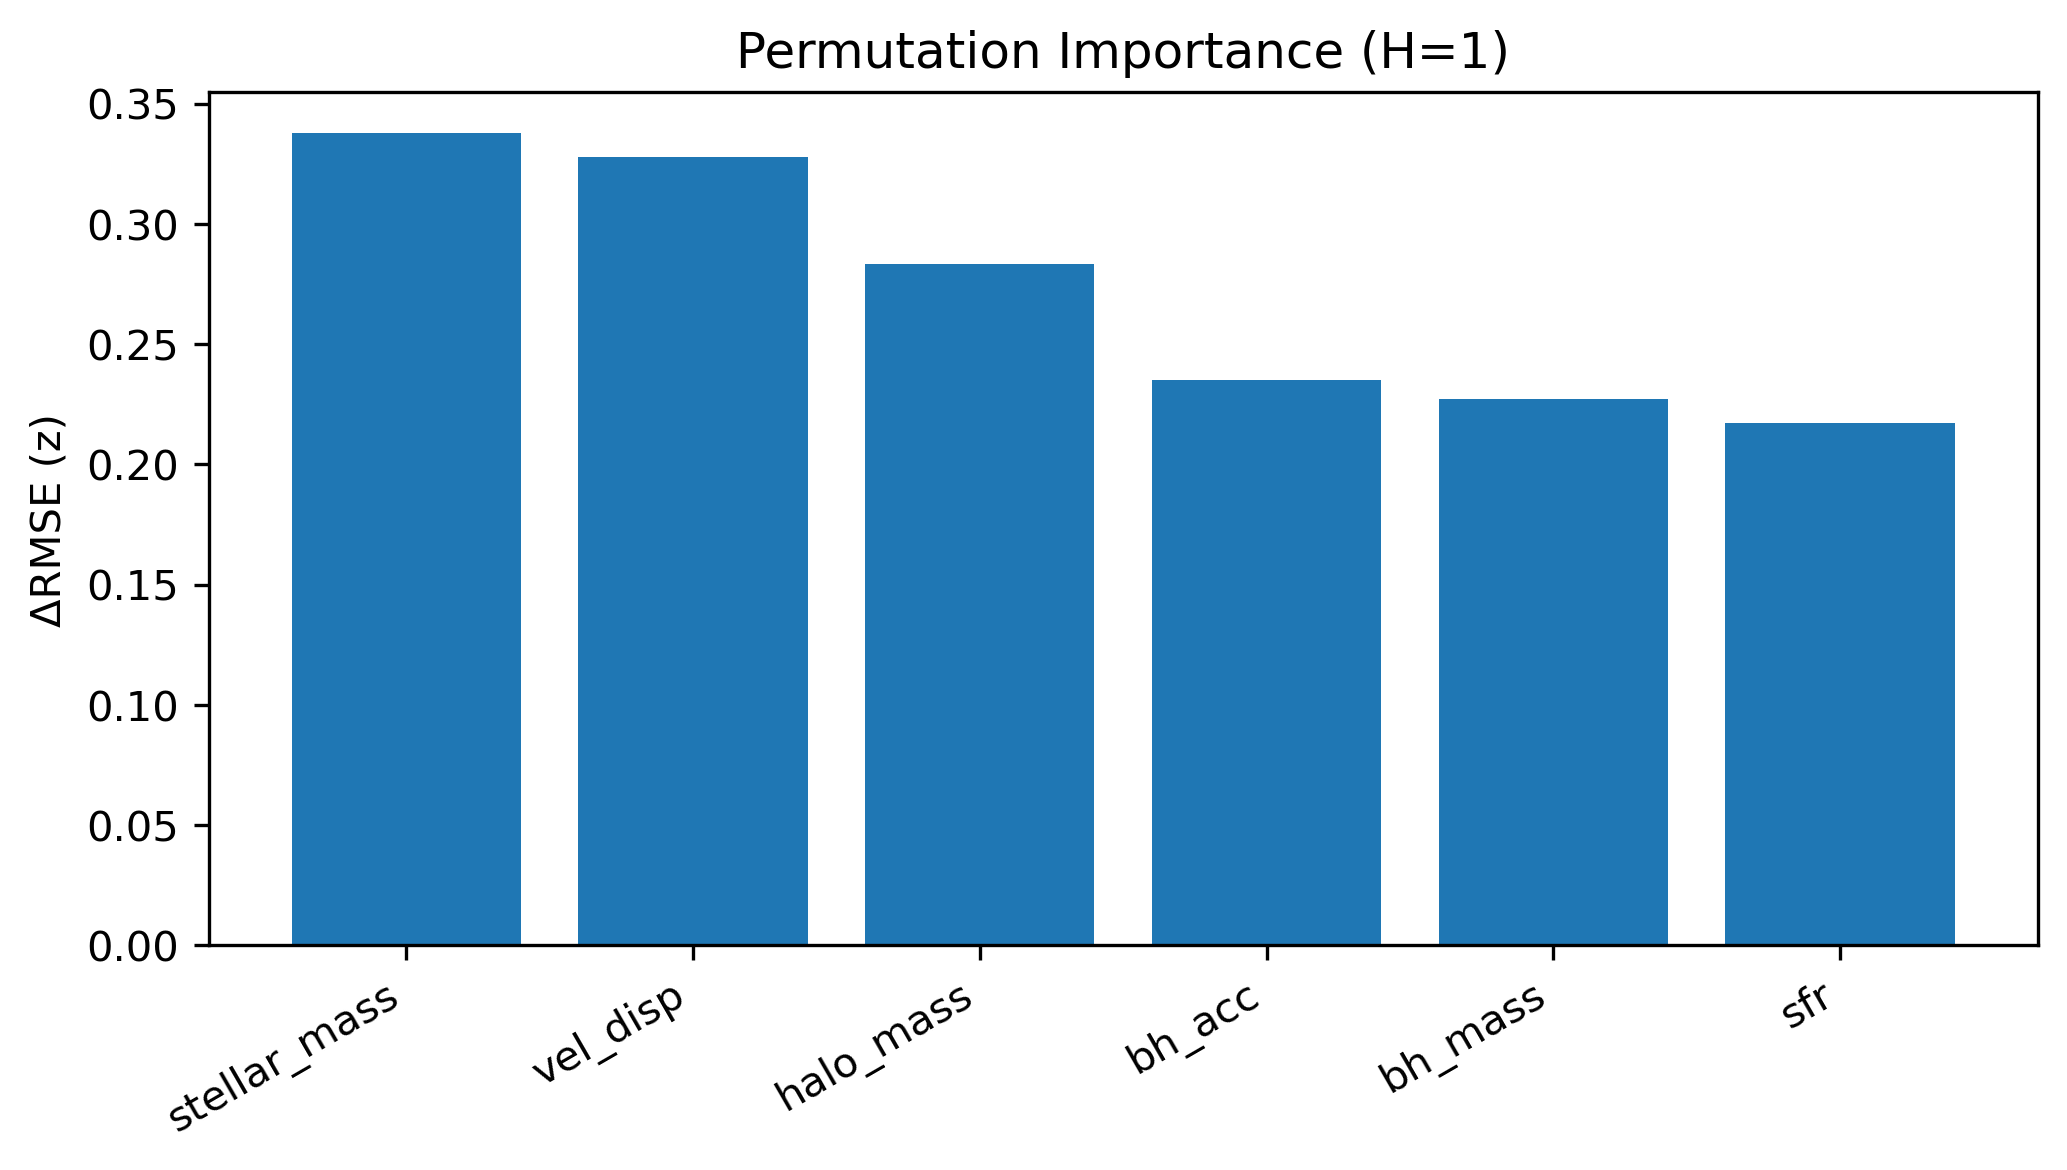 Permutation Importance (H=1)
ΔRMSE (z)
0.35
0.30
0.25
0.20
0.15
0.10
0.05
0.00
stellar_mass
vel_disp
halo_mass
bh_acc
bh_mass
sfr